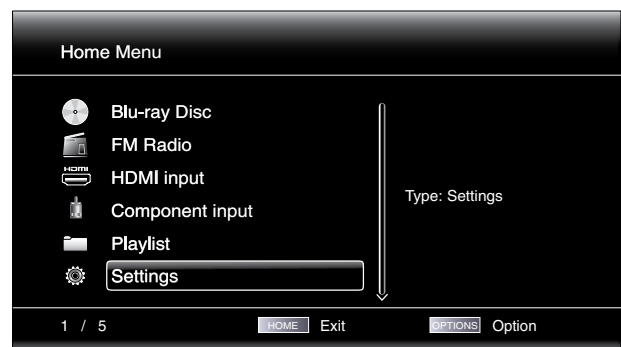 Home Menu
Blu-ray Disc
FM Radio
HDMI
HDMI input
Component input
Type: Settings
Playlist
Settings
1 / 5 HOME Exit OPTIONS Option